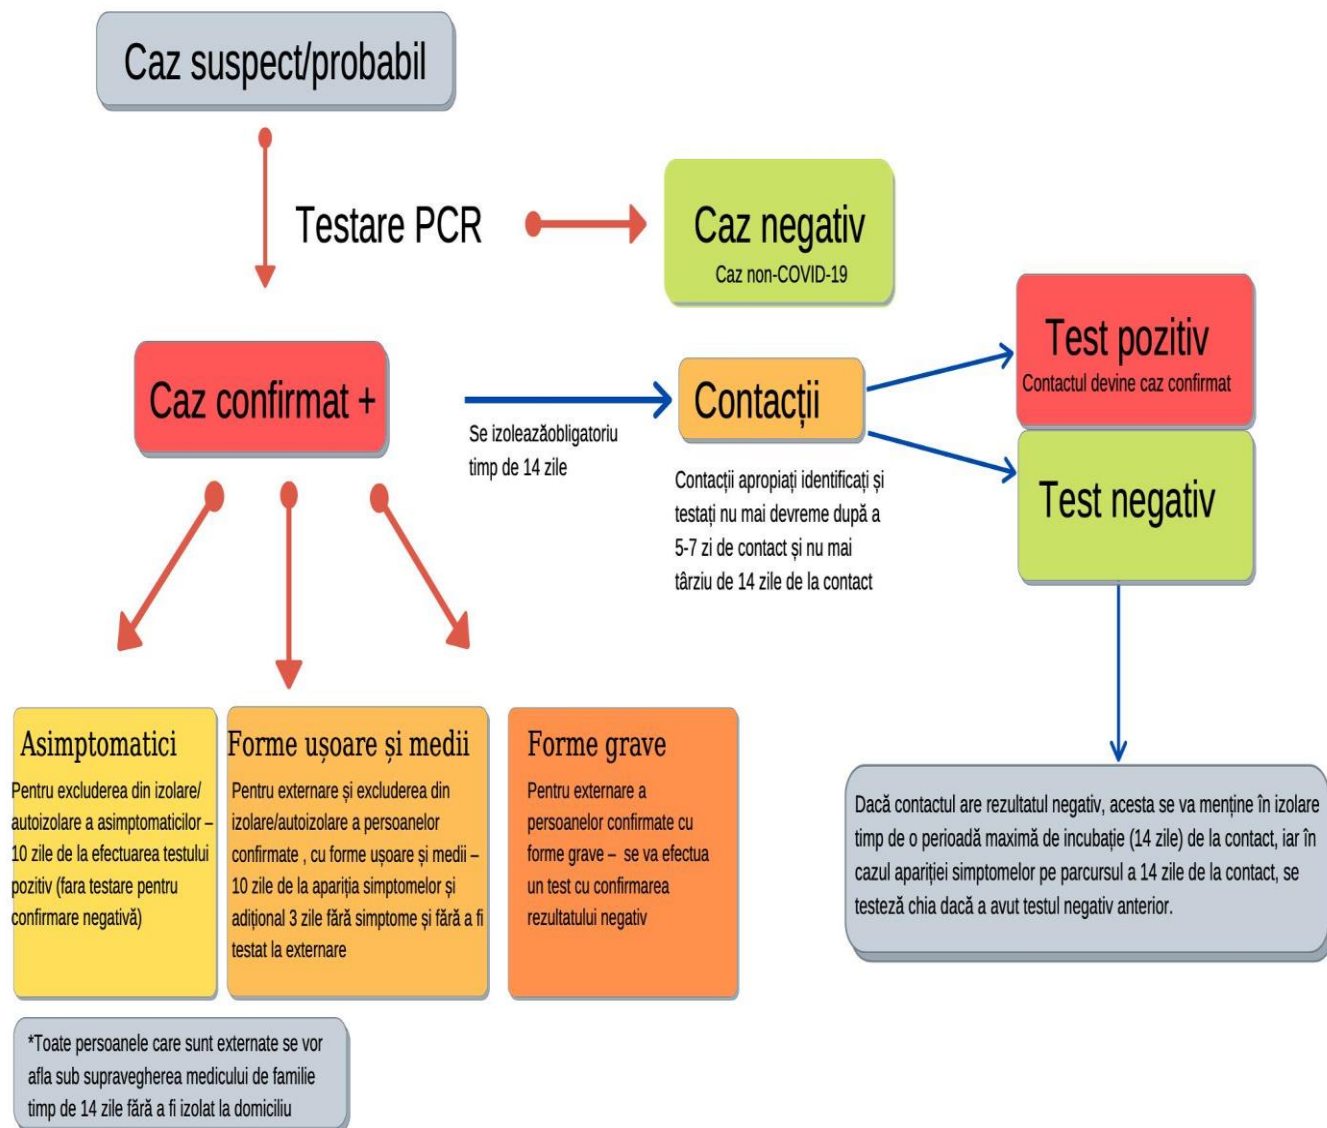 Caz suspect/probabil
Testare PCR
Caz negativ
Caz non-COVID-19
Caz confirmat +
Se izoleazăobligatoriu
timp de 14 zile
Contacții
Contacții apropiați identificați și
testați nu mai devreme după a
5-7 zi de contact și nu mai
târziu de 14 zile de la contact
Test pozitiv
Contactul devine caz confirmat
Test negativ
Asimptomatici
Pentru excluderea din izolare/
autoizolare a asimptomaticilor –
10 zile de la efectuarea testului
pozitiv (fara testare pentru
confirmare negativă)
Forme ușoare și medii
Pentru externare și excluderea din
izolare/autoizolare a persoanelor
confirmate , cu forme ușoare și medii –
10 zile de la apariția simptomelor și
adițional 3 zile fără simptome și fără a fi
testat la externare
Forme grave
Pentru externare a
persoanelor confirmate cu
forme grave – se va efectua
un test cu confirmarea
rezultatului negativ
Dacă contactul are rezultatul negativ, acesta se va menține în izolare
timp de o perioadă maximă de incubație (14 zile) de la contact, iar în
cazul apariției simptomelor pe parcursul a 14 zile de la contact, se
testeză chia dacă a avut testul negativ anterior.
*Toate persoanele care sunt externate se vor
afla sub supravegherea medicului de familie
timp de 14 zile fără a fi izolat la domiciliu